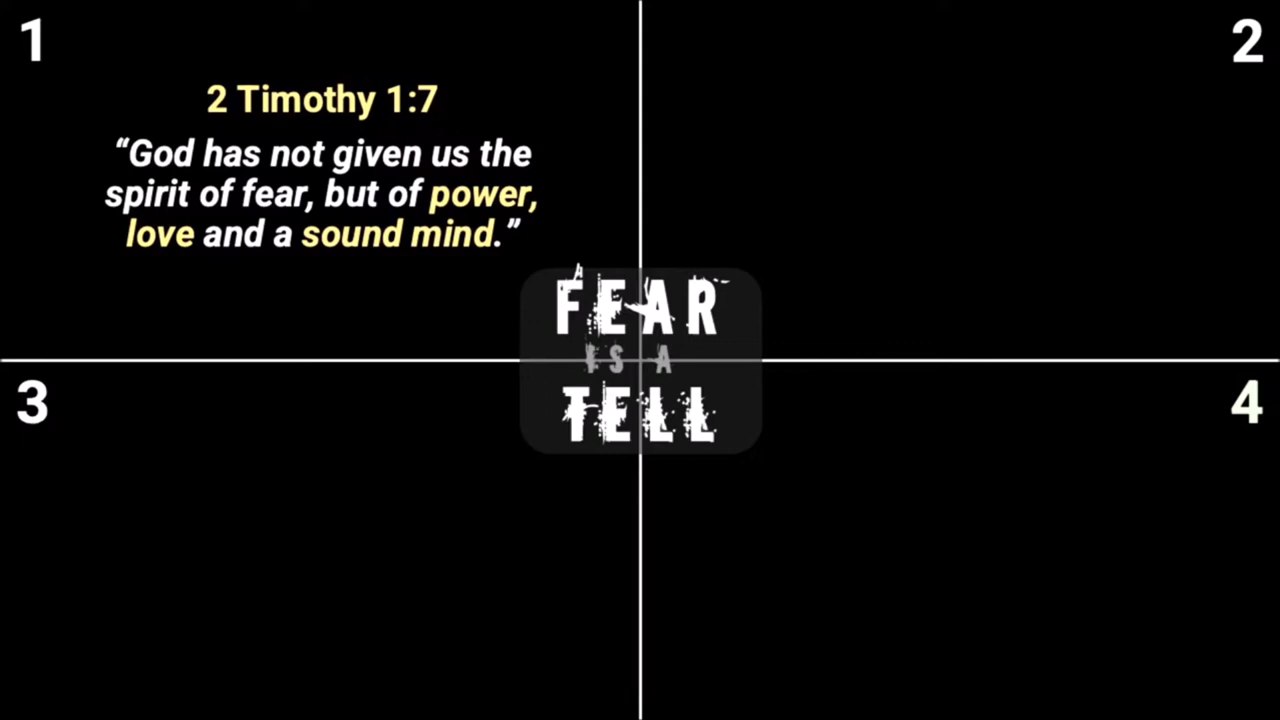 1
2
2 Timothy 1:7
“God has not given us the
spirit of fear, but of power,
love and a sound mind.”
A
FEAR
IS A
TELL
3
4